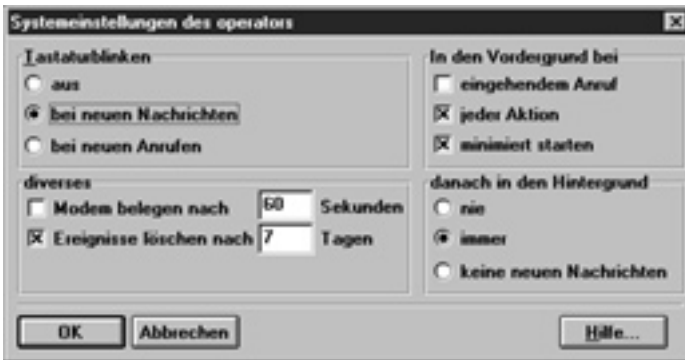 Systemeinstellungen des operators
Tastaturblinken
aus
bei neuen Nachrichten
bei neuen Anrufen
In den Vordergrund bei
eingehendem Anruf
jeder Aktion
minimiert starten
diverses
Modem belegen nach 60 Sekunden
Ereignisse löschen nach 7 Tagen
danach in den Hintergrund
nie
immer
keine neuen Nachrichten
OK Abbrechen Hilfe...